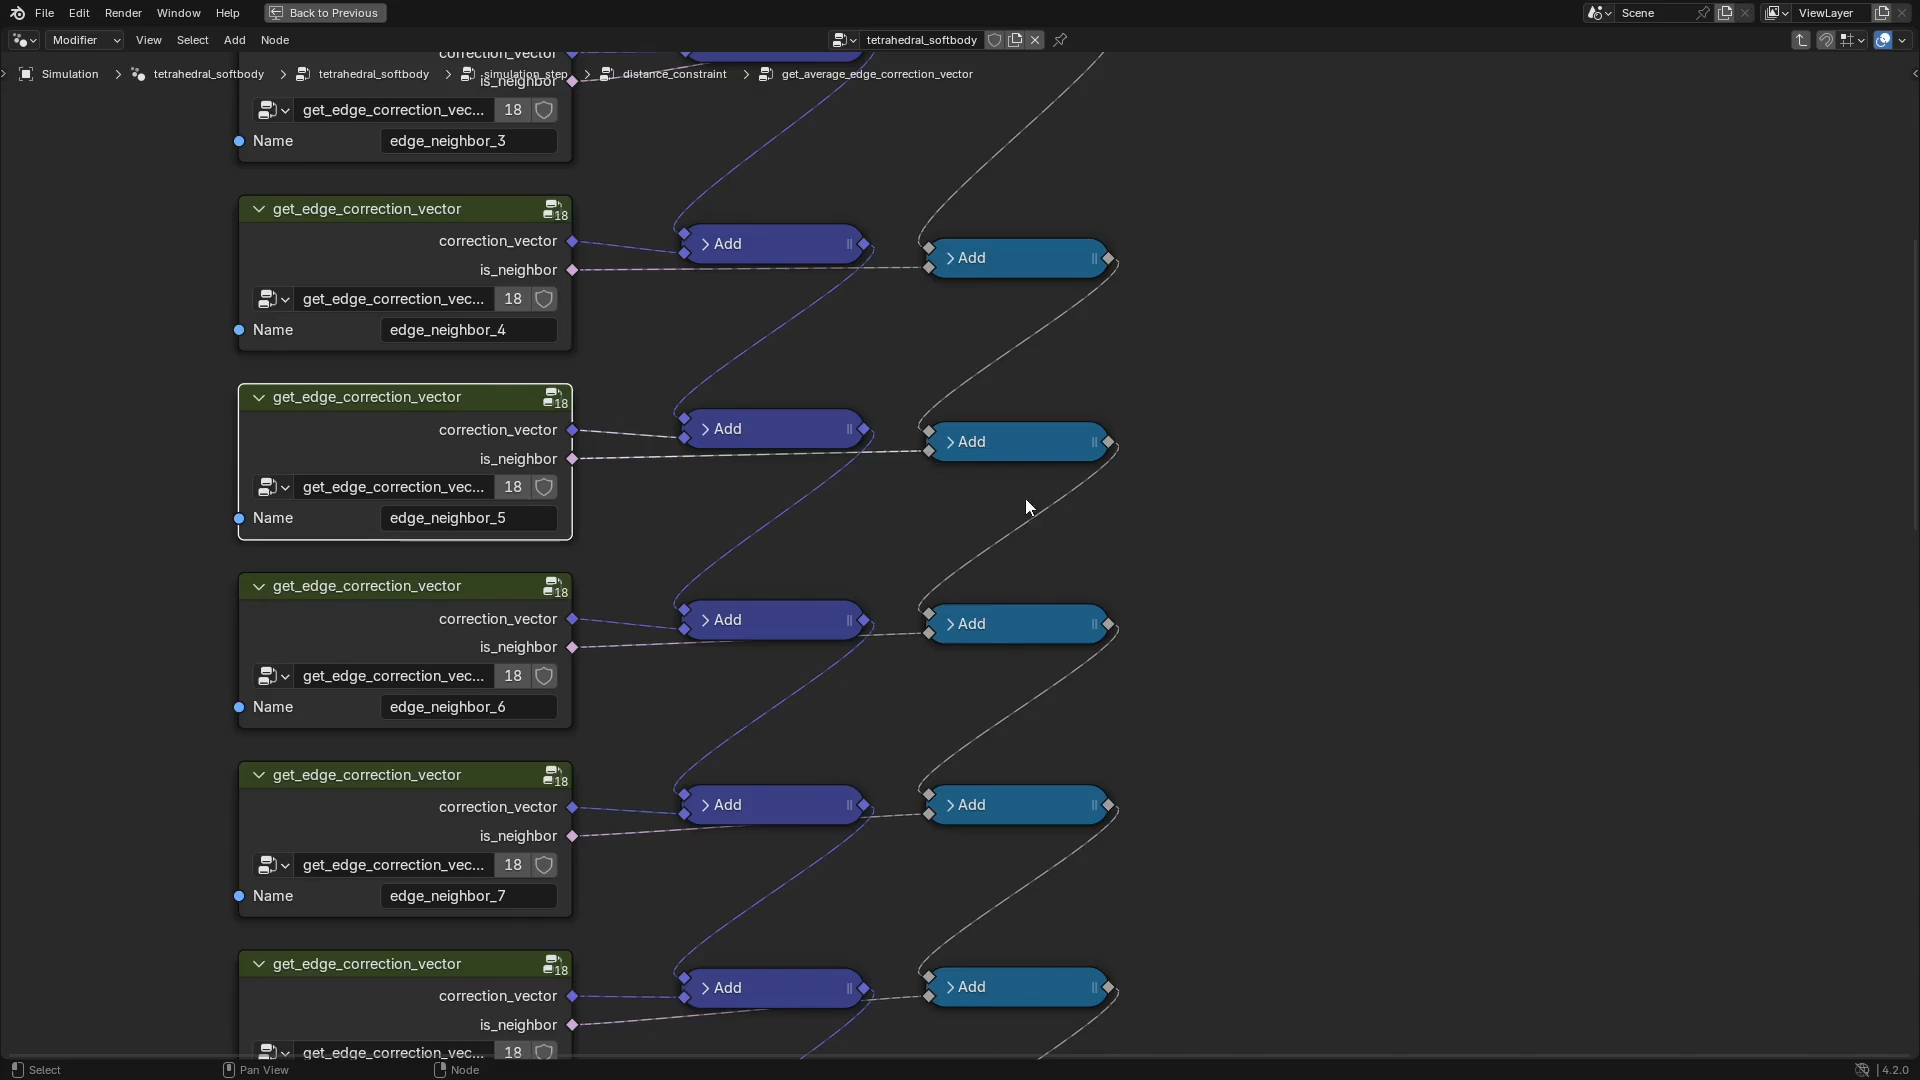 File Edit Render Window Help Back to Previous Scene ViewLayer
Modifier View Select Add Node tetrahedral_softbody
correction_vector
Simulation tetrahedral_softbody tetrahedral_softbody simulation_step distance_constraint get_average_edge_correction_vector
is_neighbor
get_edge_correction_vec... 18
Name edge_neighbor_3
get_edge_correction_vector 18
correction_vector Add
is_neighbor Add
get_edge_correction_vec... 18
Name edge_neighbor_4
get_edge_correction_vector 18
correction_vector Add
is_neighbor Add
get_edge_correction_vec... 18
Name edge_neighbor_5
get_edge_correction_vector 18
correction_vector Add
is_neighbor Add
get_edge_correction_vec... 18
Name edge_neighbor_6
get_edge_correction_vector 18
correction_vector Add
is_neighbor Add
get_edge_correction_vec... 18
Name edge_neighbor_7
get_edge_correction_vector 18
correction_vector Add
is_neighbor Add
get_edge_correction_vec... 18
Select Pan View Node 4.2.0